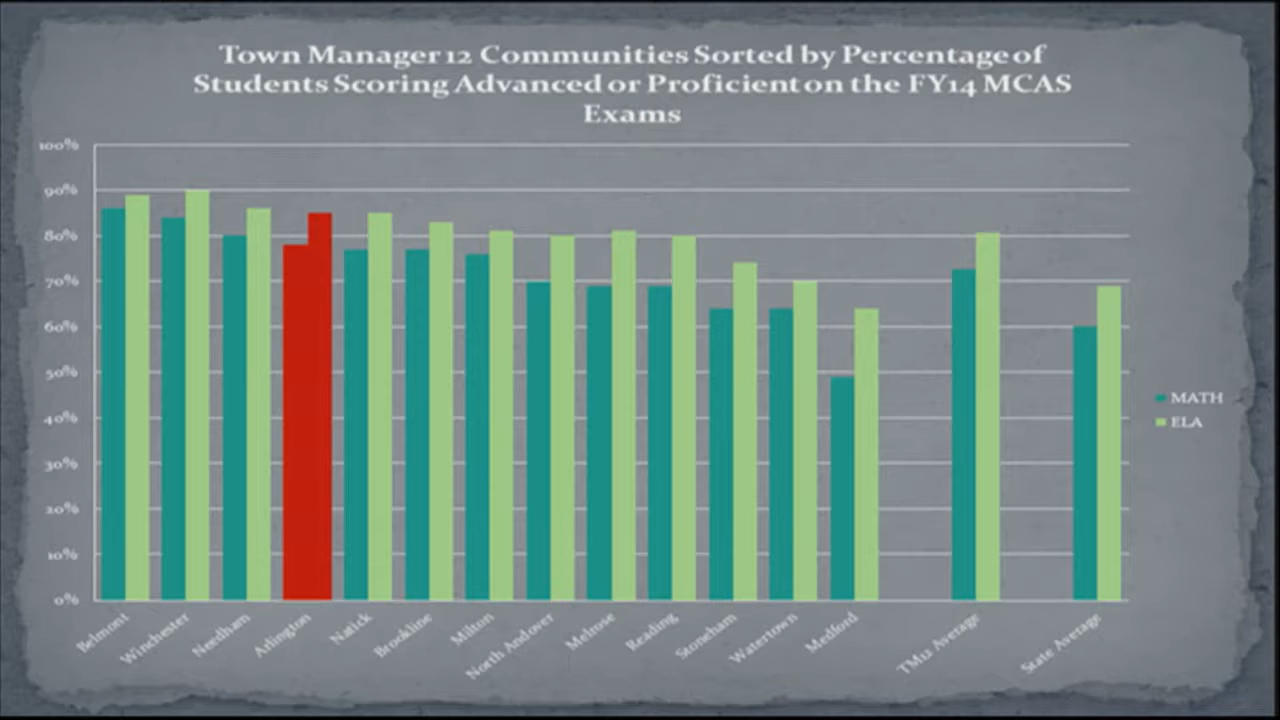 Town Manager 12 Communities Sorted by Percentage of
Students Scoring Advanced or Proficient on the FY14 MCAS
Exams
100%
90%
80%
70%
60%
50%
40%
30%
20%
10%
0%
Belmont
Winchester
Needham
Arlington
Natick
Brookline
Milton
North Andover
Melrose
Reading
Stoneham
Watertown
Medford
TM12 Average
State Average
MATH
ELA